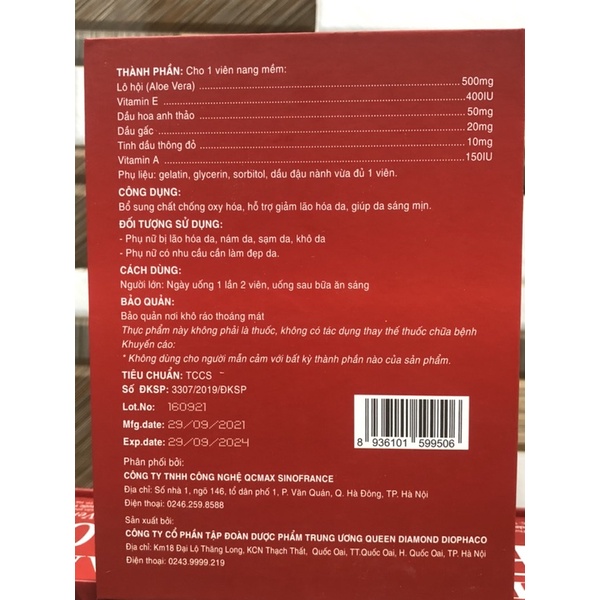 THÀNH PHẦN: Cho 1 viên nang mềm:
Lô hội (Aloe Vera) ........ 500mg
Vitamin E ........ 400IU
Dầu hoa anh thảo ........ 50mg
Dầu gấc ........ 20mg
Tinh dầu thông đỏ ........ 10mg
Vitamin A ........ 150IU
Phụ liệu: gelatin, glycerin, sorbitol, dầu đậu nành vừa đủ 1 viên.
CÔNG DỤNG:
Bổ sung chất chống oxy hóa, hỗ trợ giảm lão hóa da, giúp da sáng mịn.
ĐỐI TƯỢNG SỬ DỤNG:
- Phụ nữ bị lão hóa da, nám da, sạm da, khô da
- Phụ nữ có nhu cầu cần làm đẹp da.
CÁCH DÙNG:
Người lớn: Ngày uống 1 lần 2 viên, uống sau bữa ăn sáng
BẢO QUẢN:
Bảo quản nơi khô ráo thoáng mát
Thực phẩm này không phải là thuốc, không có tác dụng thay thế thuốc chữa bệnh
Khuyến cáo:
* Không dùng cho người mẫn cảm với bất kỳ thành phần nào của sản phẩm.
TIÊU CHUẨN: TCCS
Số ĐKSP: 3307/2019/ĐKSP
Lot.No: 160921
Mfg.date: 29/09/2021
Exp.date: 29/09/2024
8 936101 599506
Phân phối bởi:
CÔNG TY TNHH CÔNG NGHỆ QCMAX SINOFRANCE
Địa chỉ: Số nhà 1, ngõ 146, tổ dân phố 1, P. Văn Quán, Q. Hà Đông, TP. Hà Nội
Điện thoại: 0246.259.8588
Sản xuất bởi:
CÔNG TY CỔ PHẦN TẬP ĐOÀN DƯỢC PHẨM TRUNG ƯƠNG QUEEN DIAMOND DIOPHACO
Địa chỉ: Km18 Đại Lộ Thăng Long, KCN Thạch Thất, Quốc Oai, TT.Quốc Oai, H. Quốc Oai, TP. Hà Nội
Điện thoại: 0243.9999.219